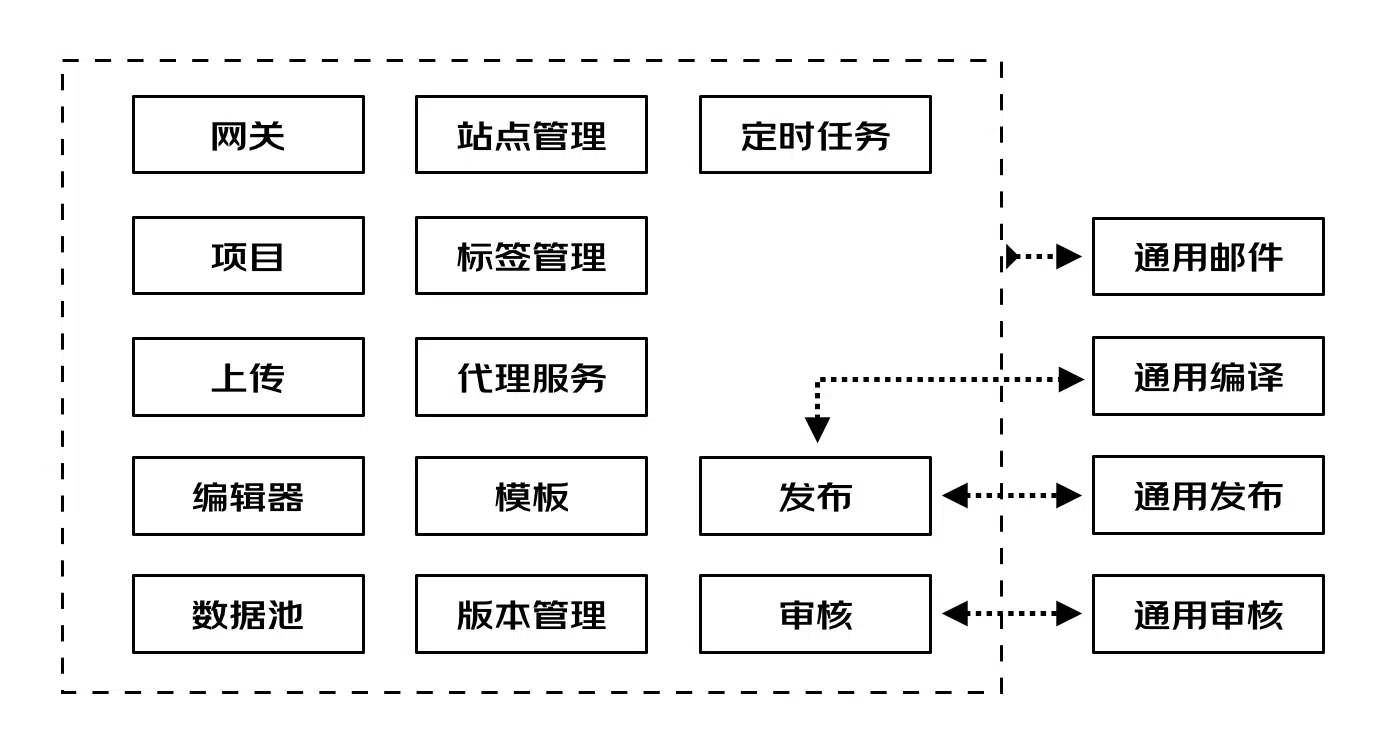 网关
站点管理
定时任务
项目
标签管理
通用邮件
上传
代理服务
通用编译
编辑器
模板
发布
通用发布
数据池
版本管理
审核
通用审核